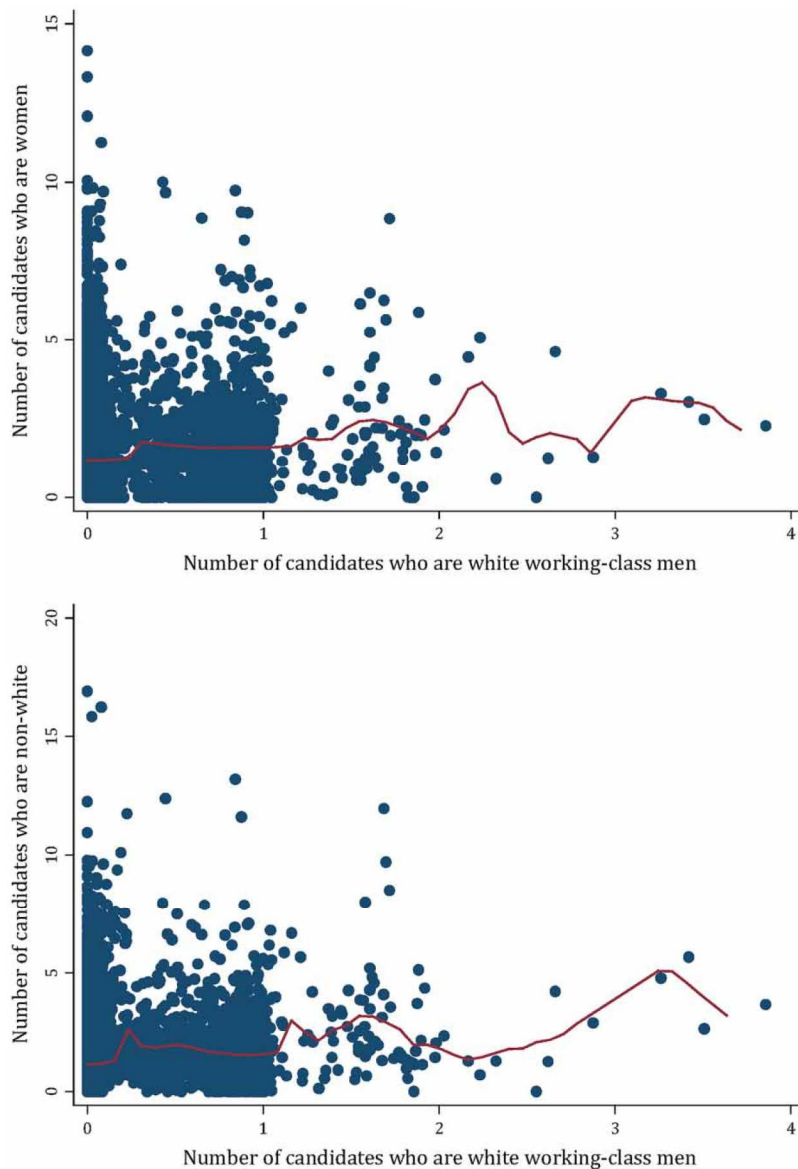 15
10
5
0
Number of candidates who are women
0 1 2 3 4
Number of candidates who are white working-class men
20
15
10
5
0
Number of candidates who are non-white
0 1 2 3 4
Number of candidates who are white working-class men